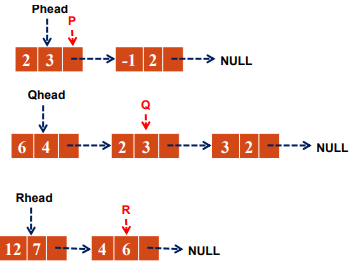 Phead
P
2 3 -1 2 NULL
Qhead
Q
6 4 2 3 3 2 NULL
Rhead
R
12 7 4 6 NULL